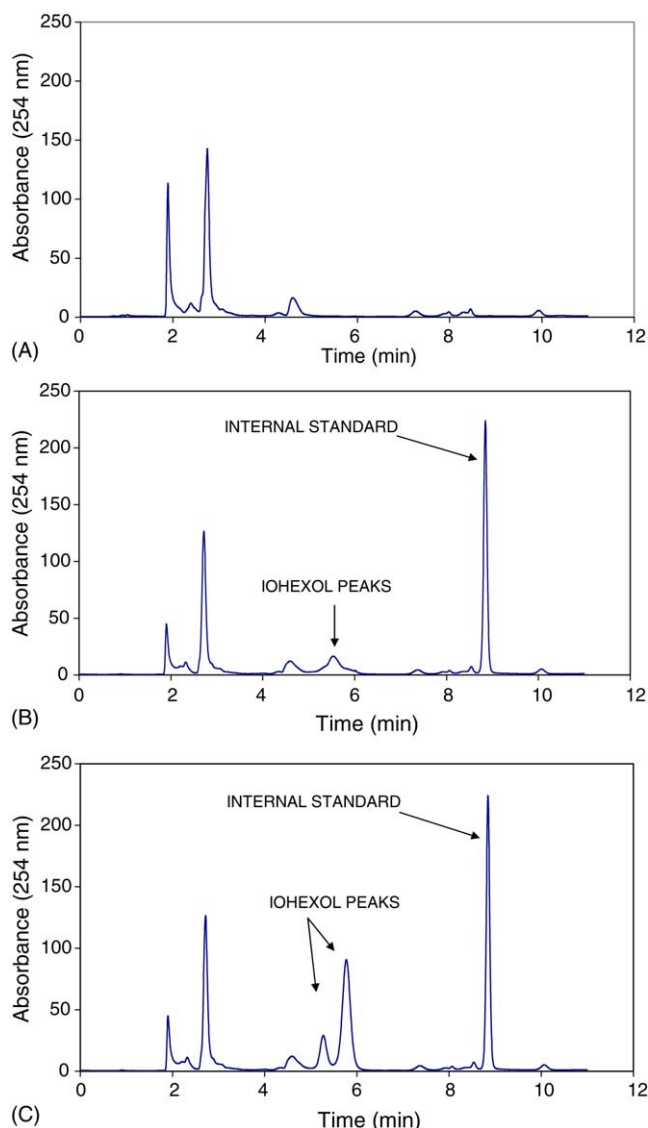 250
200
150
100
50
0
Absorbance (254 nm)
0 2 4 6 8 10 12
Time (min)
(A)
250
200
150
100
50
0
Absorbance (254 nm)
INTERNAL STANDARD
IOHEXOL PEAKS
0 2 4 6 8 10 12
Time (min)
(B)
250
200
150
100
50
0
Absorbance (254 nm)
INTERNAL STANDARD
IOHEXOL PEAKS
0 2 4 6 8 10 12
Time (min)
(C)